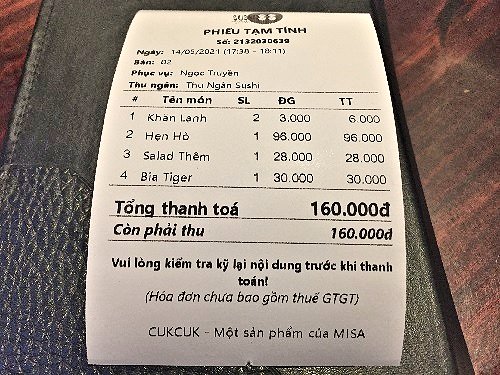 PHIẾU TẠM TÍNH
Số: 2132030639
Ngày: 14/05/2021 (17:38 - 18:11)
Bàn: 02
Phục vụ: Ngọc Truyền
Thu ngân: Thu Ngân Sushi
# Tên món SL ĐG TT
1 Khăn Lạnh 2 3.000 6.000
2 Hẹn Hò 1 96.000 96.000
3 Salad Thêm 1 28.000 28.000
4 Bia Tiger 1 30.000 30.000
Tổng thanh toá 160.000đ
Còn phải thu 160.000đ
Vui lòng kiểm tra kỹ lại nội dung trước khi thanh
toán!
(Hóa đơn chưa bao gồm thuế GTGT)
CUKCUK - Một sản phẩm của MISA